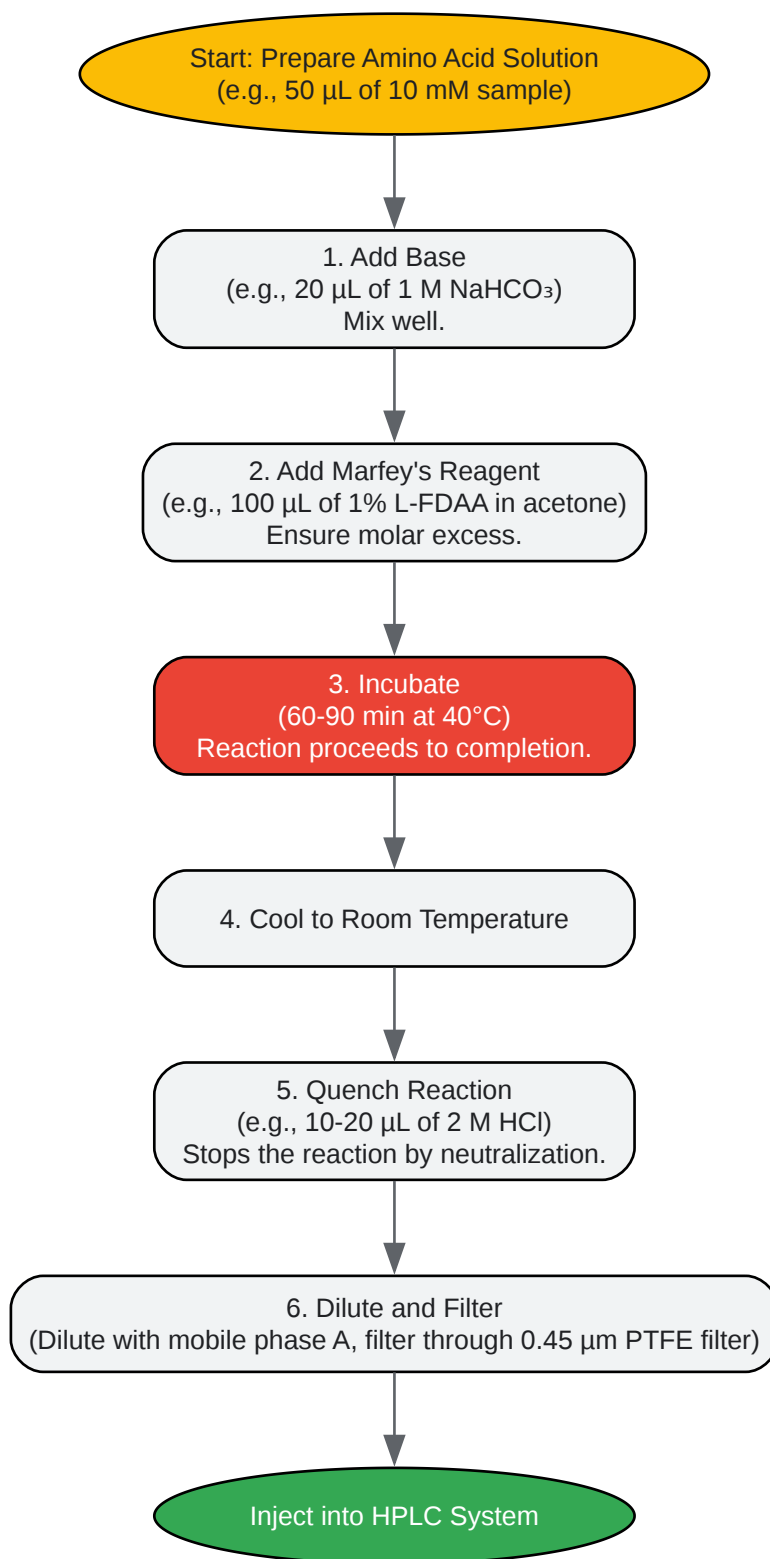 Start: Prepare Amino Acid Solution
(e.g., 50 µL of 10 mM sample)
1. Add Base
(e.g., 20 µL of 1 M NaHCO₃)
Mix well.
2. Add Marfey's Reagent
(e.g., 100 µL of 1% L-FDAA in acetone)
Ensure molar excess.
3. Incubate
(60-90 min at 40°C)
Reaction proceeds to completion.
4. Cool to Room Temperature
5. Quench Reaction
(e.g., 10-20 µL of 2 M HCl)
Stops the reaction by neutralization.
6. Dilute and Filter
(Dilute with mobile phase A, filter through 0.45 µm PTFE filter)
Inject into HPLC System